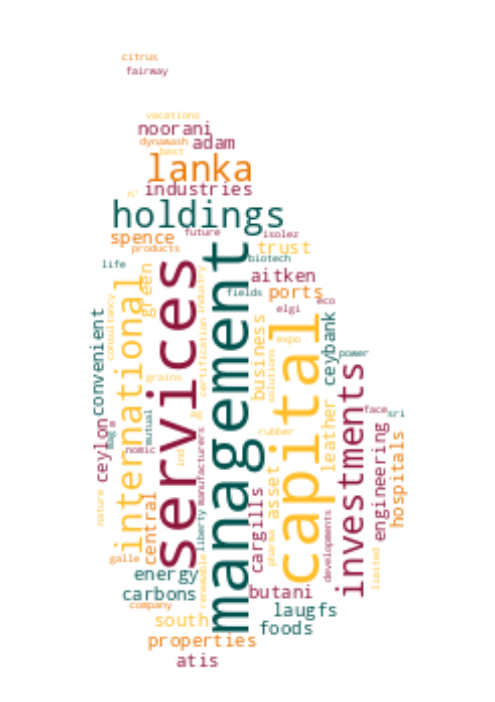 citrus
fairway
vacations
noorani
dynawash
adam
best
lanka
n'
industries
holdings
spence
future
isolez
products
trust
life
biotech
green
aitken
fields
ports
eco
elgi
services
management
international
capital
consultancy
certification
industry
convenient
business
expo
ceybank
solutions
power
grains
investments
leather
face
sri
mutual
ceylon
nomic
ind
rubber
manufacturers
asset
engineering
hospitals
nature
central
liberty
cargills
pharma
developments
galle
energy
renewable
limited
carbons
butani
company
laugfs
south
foods
properties
atis